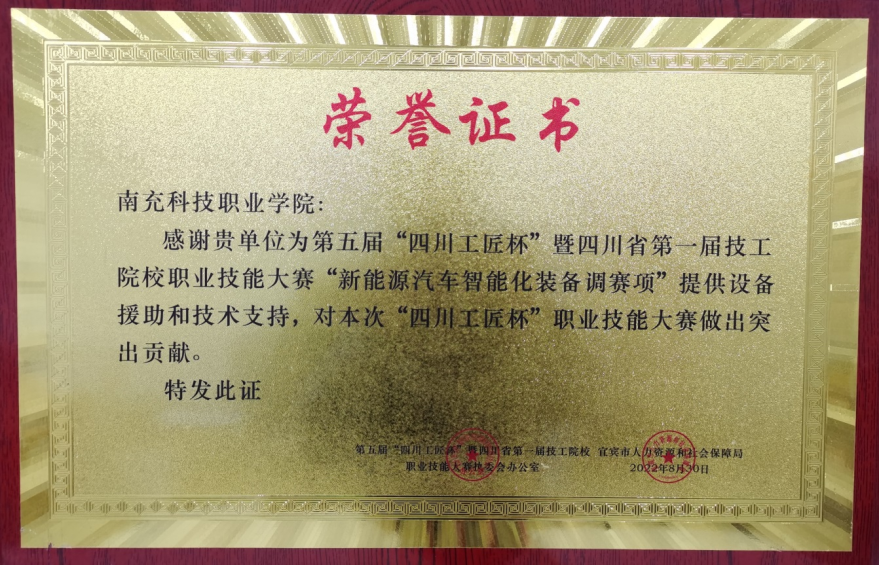 荣誉证书
南充科技职业学院:
感谢贵单位为第五届“四川工匠杯”暨四川省第一届技工
院校职业技能大赛“新能源汽车智能化装备调赛项”提供设备
援助和技术支持，对本次“四川工匠杯”职业技能大赛做出突
出贡献。
特发此证
第五届“四川工匠杯”暨四川省第一届技工院校 宜宾市人力资源和社会保障局
职业技能大赛执委会办公室 2022年8月30日